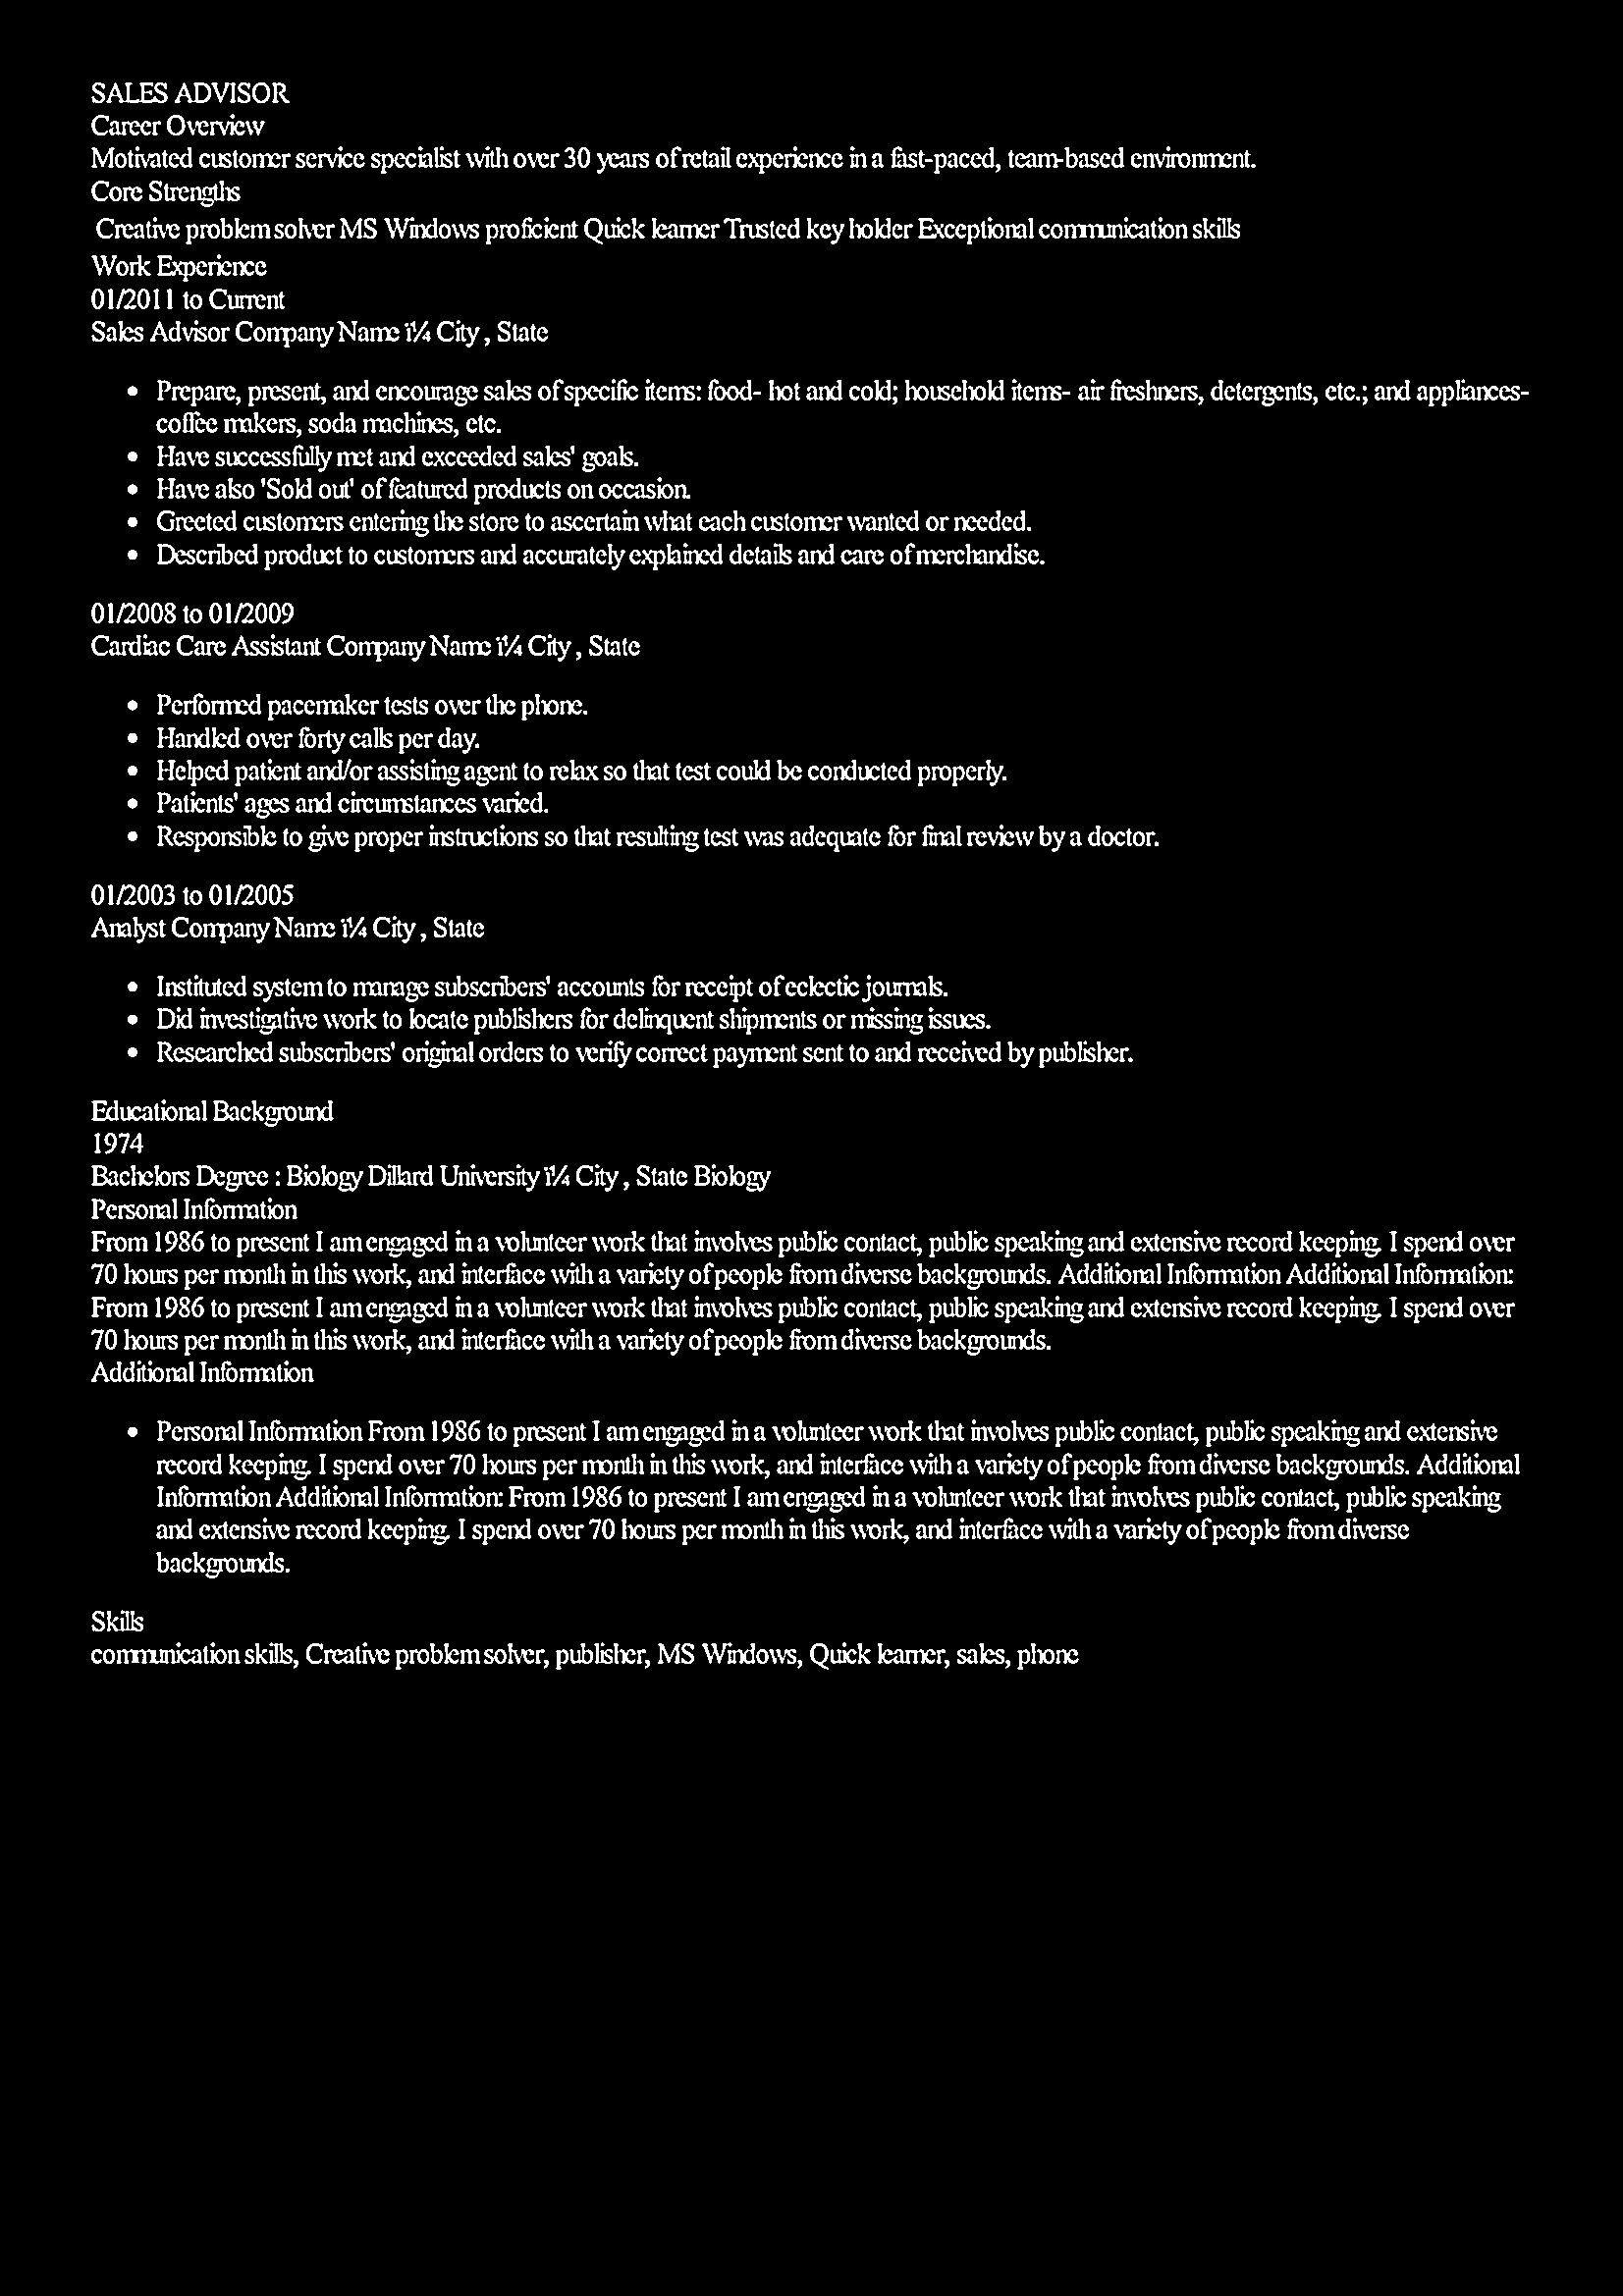 SALES ADVISOR
Career Overview
Motivated customer service specialist with over 30 years of retail experience in a fast-paced, team-based environment.
Core Strengths
Creative problem solver MS Windows proficient Quick learner Trusted key holder Exceptional communication skills
Work Experience
01/2011 to Current
Sales Advisor Company Name ï¼ City , State
• Prepare, present, and encourage sales of specific items: food- hot and cold; household items- air freshners, detergents, etc.; and appliances-
coffee makers, soda machines, etc.
• Have successfully met and exceeded sales' goals.
• Have also 'Sold out' of featured products on occasion.
• Greeted customers entering the store to ascertain what each customer wanted or needed.
• Described product to customers and accurately explained details and care of merchandise.
01/2008 to 01/2009
Cardiac Care Assistant Company Name ï¼ City , State
• Performed pacemaker tests over the phone.
• Handled over forty calls per day.
• Helped patient and/or assisting agent to relax so that test could be conducted properly.
• Patients' ages and circumstances varied.
• Responsible to give proper instructions so that resulting test was adequate for final review by a doctor.
01/2003 to 01/2005
Analyst Company Name ï¼ City , State
• Instituted system to manage subscribers' accounts for receipt of eclectic journals.
• Did investigative work to locate publishers for delinquent shipments or missing issues.
• Researched subscribers' original orders to verify correct payment sent to and received by publisher.
Educational Background
1974
Bachelors Degree : Biology Dillard University ï¼ City , State Biology
Personal Information
From 1986 to present I am engaged in a volunteer work that involves public contact, public speaking and extensive record keeping. I spend over
70 hours per month in this work, and interface with a variety of people from diverse backgrounds. Additional Information Additional Information:
From 1986 to present I am engaged in a volunteer work that involves public contact, public speaking and extensive record keeping. I spend over
70 hours per month in this work, and interface with a variety of people from diverse backgrounds.
Additional Information
• Personal Information From 1986 to present I am engaged in a volunteer work that involves public contact, public speaking and extensive
record keeping. I spend over 70 hours per month in this work, and interface with a variety of people from diverse backgrounds. Additional
Information Additional Information: From 1986 to present I am engaged in a volunteer work that involves public contact, public speaking
and extensive record keeping. I spend over 70 hours per month in this work, and interface with a variety of people from diverse
backgrounds.
Skills
communication skills, Creative problem solver, publisher, MS Windows, Quick learner, sales, phone